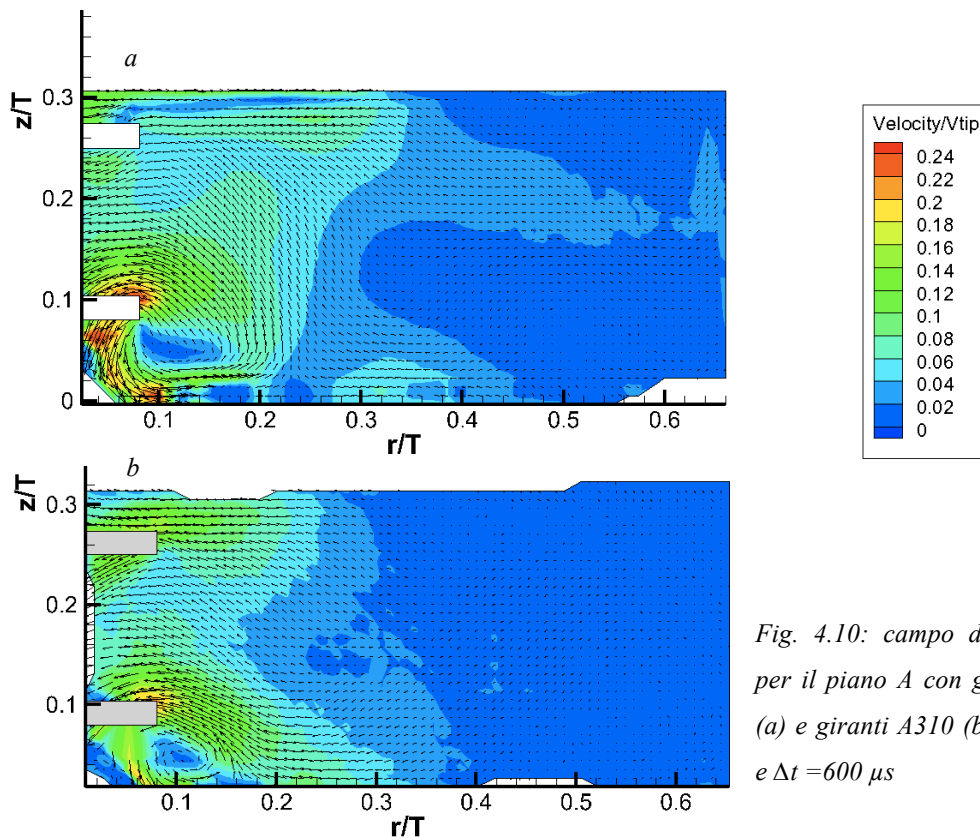 a
z/T
0.3
0.2
0.1
0
0.1
0.2
0.3
0.4
0.5
0.6
r/T
Velocity/Vtip
0.24
0.22
0.2
0.18
0.16
0.14
0.12
0.1
0.08
0.06
0.04
0.02
0
b
z/T
0.3
0.2
0.1
0.1
0.2
0.3
0.4
0.5
0.6
r/T
Fig. 4.10: campo d
per il piano A con g
(a) e giranti A310 (b
e Δt =600 µs